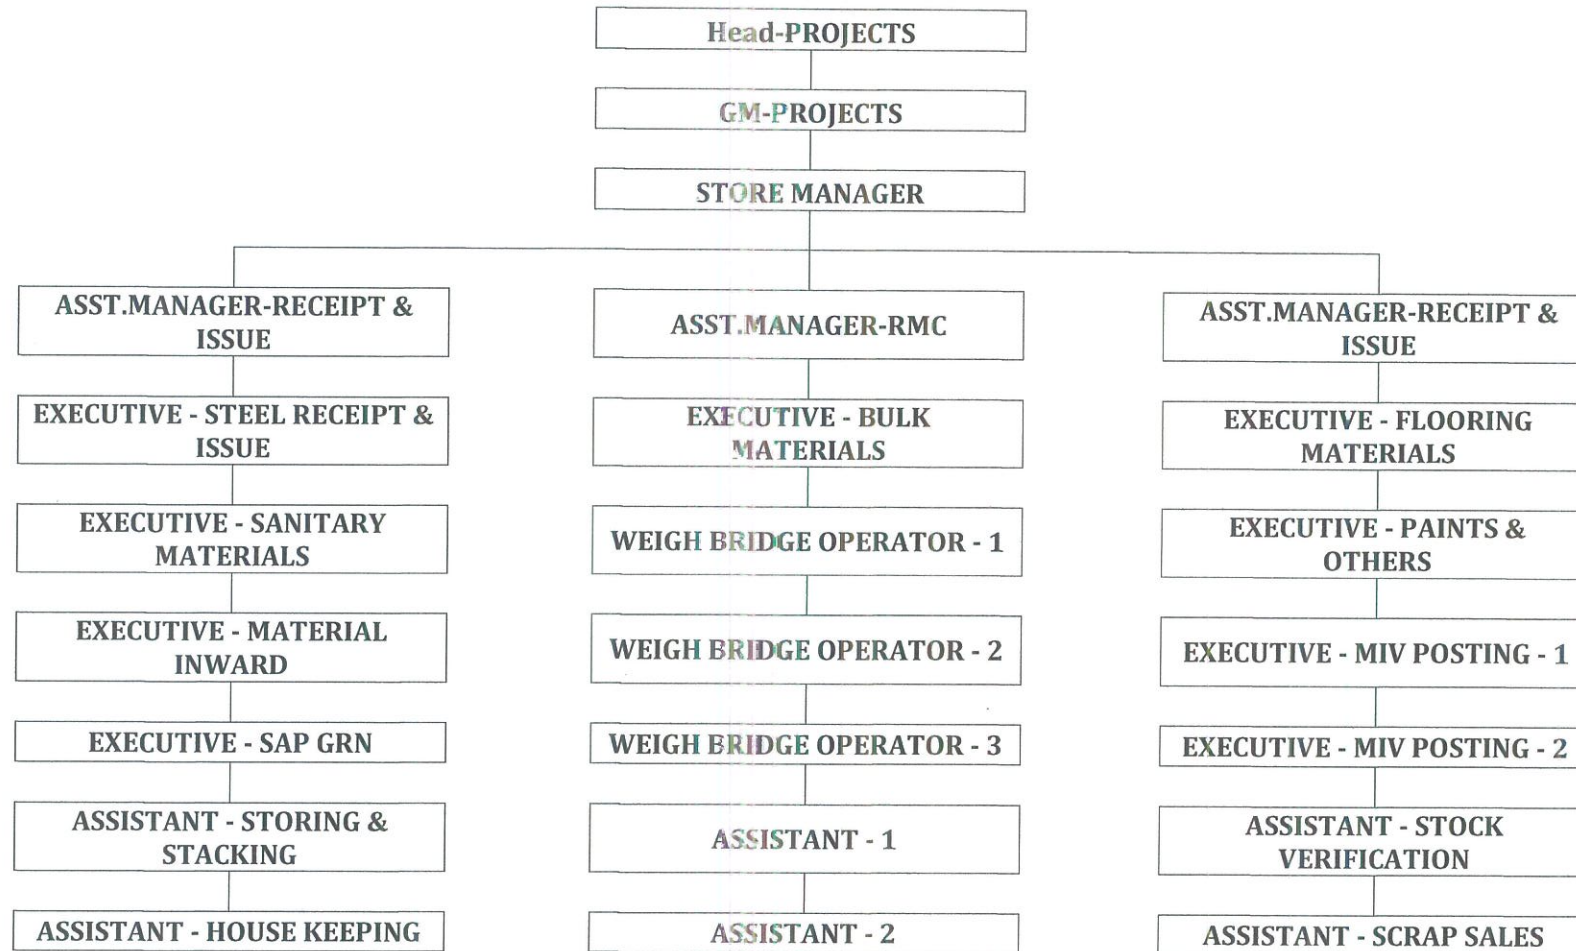 Head-PROJECTS
GM-PROJECTS
STORE MANAGER
ASST.MANAGER-RECEIPT &
ISSUE
EXECUTIVE - STEEL RECEIPT &
ISSUE
EXECUTIVE - SANITARY
MATERIALS
EXECUTIVE - MATERIAL
INWARD
EXECUTIVE - SAP GRN
ASSISTANT - STORING &
STACKING
ASSISTANT - HOUSE KEEPING
ASST.MANAGER-RMC
EXECUTIVE - BULK
MATERIALS
WEIGH BRIDGE OPERATOR - 1
WEIGH BRIDGE OPERATOR - 2
WEIGH BRIDGE OPERATOR - 3
ASSISTANT - 1
ASSISTANT - 2
ASST.MANAGER-RECEIPT &
ISSUE
EXECUTIVE - FLOORING
MATERIALS
EXECUTIVE - PAINTS &
OTHERS
EXECUTIVE - MIV POSTING - 1
EXECUTIVE - MIV POSTING - 2
ASSISTANT - STOCK
VERIFICATION
ASSISTANT - SCRAP SALES